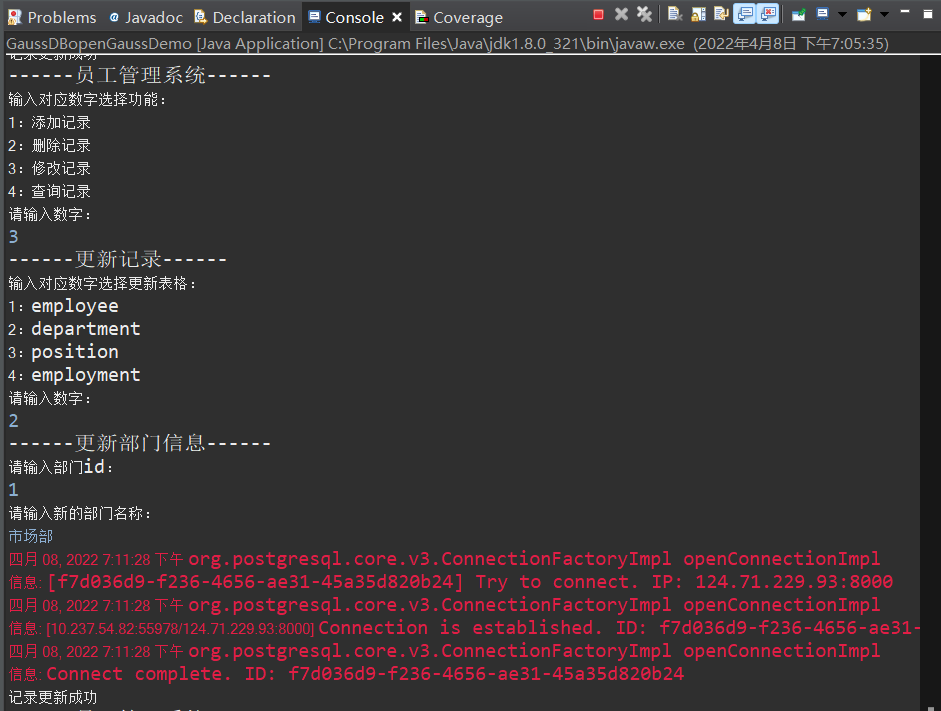 Problems @ Javadoc Declaration Console Coverage
GaussDBopenGaussDemo [Java Application] C:\Program Files\Java\jdk1.8.0_321\bin\javaw.exe (2022年4月8日 下午7:05:35)
记录更新成功
------员工管理系统------
输入对应数字选择功能：
1：添加记录
2：删除记录
3：修改记录
4：查询记录
请输入数字：
3
------更新记录------
输入对应数字选择更新表格：
1：employee
2：department
3：position
4：employment
请输入数字：
2
------更新部门信息------
请输入部门id：
1
请输入新的部门名称：
市场部
四月 08, 2022 7:11:28 下午 org.postgresql.core.v3.ConnectionFactoryImpl openConnectionImpl
信息: [f7d036d9-f236-4656-ae31-45a35d820b24] Try to connect. IP: 124.71.229.93:8000
四月 08, 2022 7:11:28 下午 org.postgresql.core.v3.ConnectionFactoryImpl openConnectionImpl
信息: [10.237.54.82:55978/124.71.229.93:8000] Connection is established. ID: f7d036d9-f236-4656-ae31-
四月 08, 2022 7:11:28 下午 org.postgresql.core.v3.ConnectionFactoryImpl openConnectionImpl
信息: Connect complete. ID: f7d036d9-f236-4656-ae31-45a35d820b24
记录更新成功